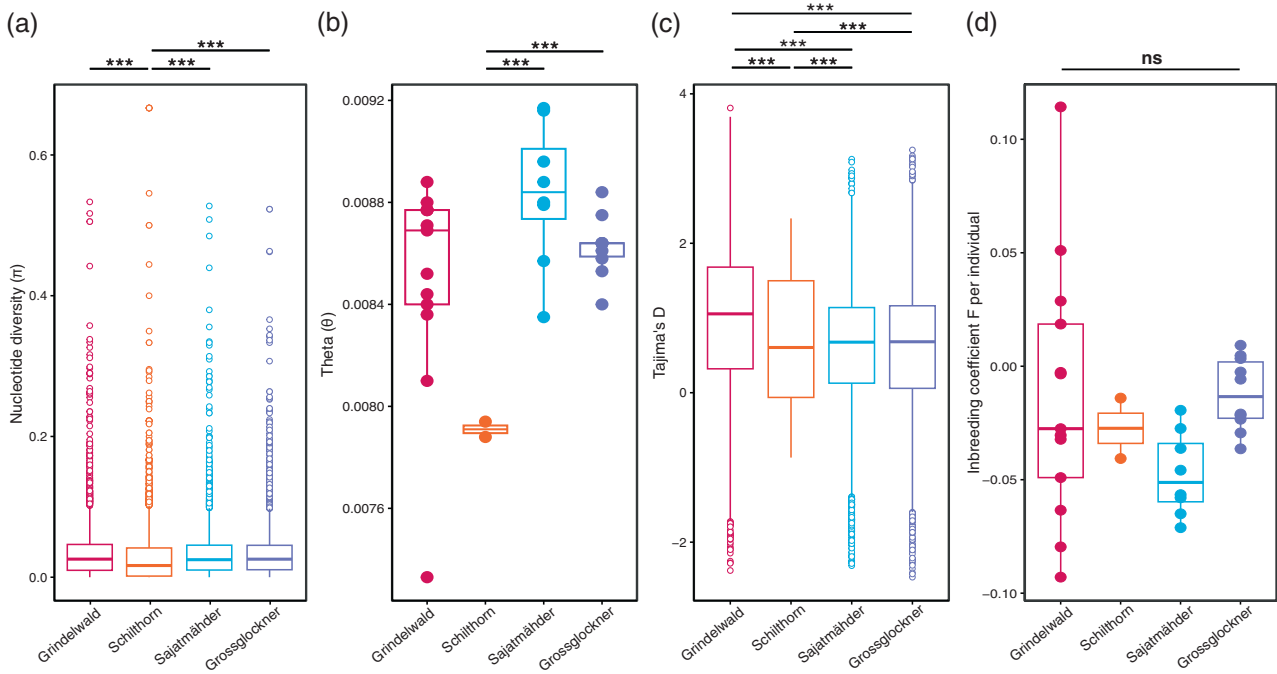 (a)
***
***
***
Nucleotide diversity (π)
0.6
0.4
0.2
0.0
Grindelwald
Schilthorn
Sajatmähder
Grossglockner
(b)
***
***
Theta (θ)
0.0092
0.0088
0.0084
0.0080
0.0076
Grindelwald
Schilthorn
Sajatmähder
Grossglockner
(c)
***
***
***
***
***
Tajima's D
4
2
0
−2
Grindelwald
Schilthorn
Sajatmähder
Grossglockner
(d)
ns
Inbreeding coefficient F per individual
0.10
0.05
0.00
−0.05
−0.10
Grindelwald
Schilthorn
Sajatmähder
Grossglockner